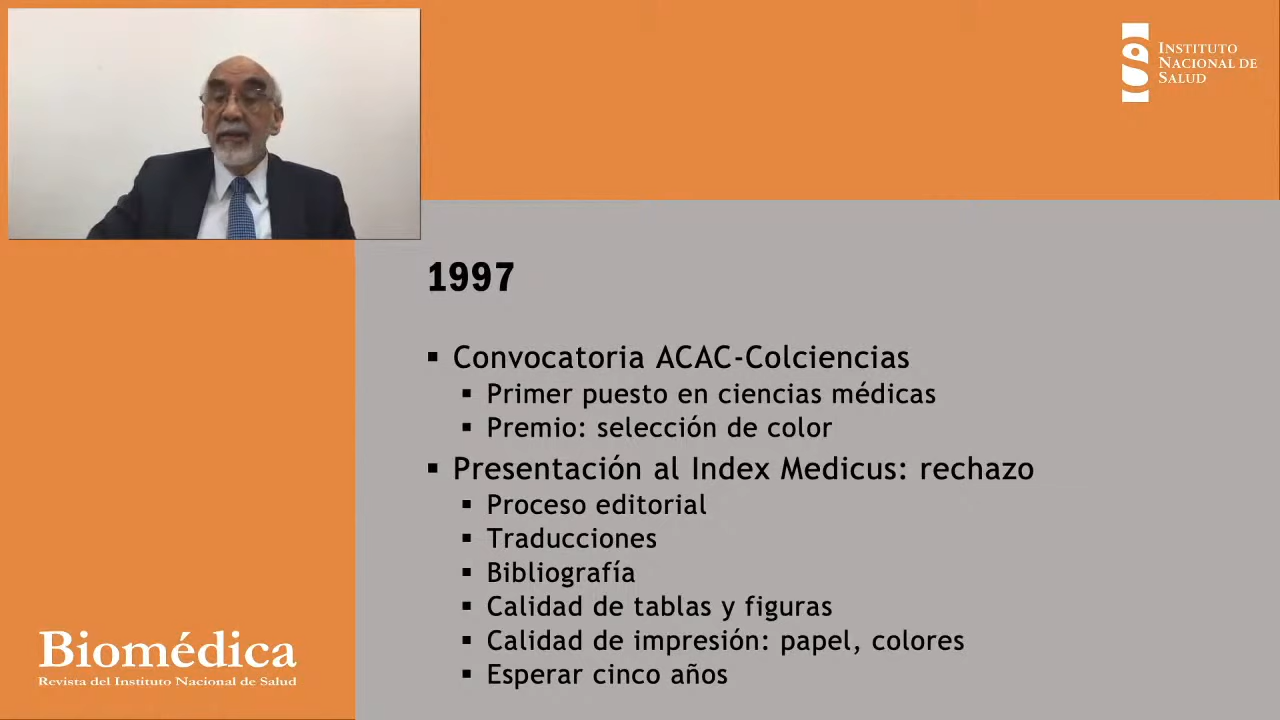 INSTITUTO
NACIONAL DE
SALUD
1997
▪ Convocatoria ACAC-Colciencias
▪ Primer puesto en ciencias médicas
▪ Premio: selección de color
▪ Presentación al Index Medicus: rechazo
▪ Proceso editorial
▪ Traducciones
▪ Bibliografía
▪ Calidad de tablas y figuras
▪ Calidad de impresión: papel, colores
▪ Esperar cinco años
Biomédica
Revista del Instituto Nacional de Salud